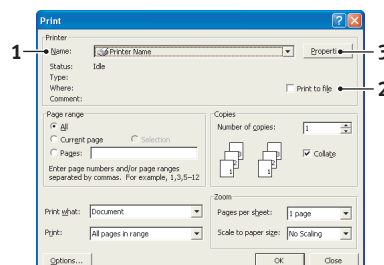 Print
Printer
1 Name: Printer Name Properti 3
Status: Idle
Type:
Where: Print to file 2
Comment:
Page range
All
Current page Selection
Pages:
Enter page numbers and/or page ranges
separated by commas. For example, 1,3,5–12
Copies
Number of copies: 1
Collate
Print what: Document
Print: All pages in range
Zoom
Pages per sheet: 1 page
Scale to paper size: No Scaling
Options... OK Close